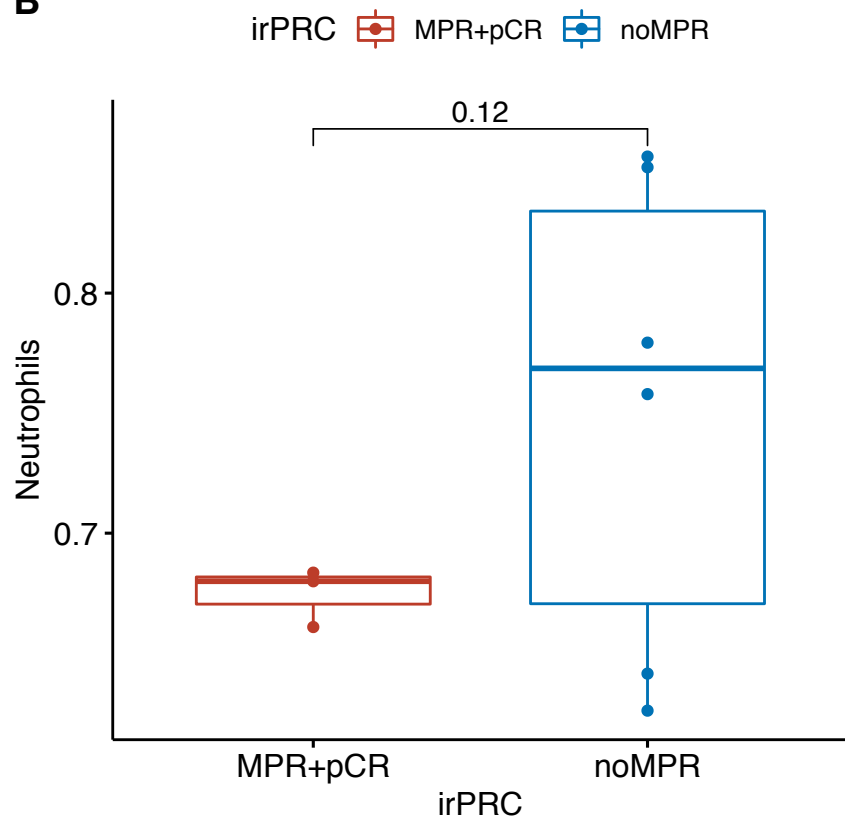 B
irPRC MPR+pCR noMPR
0.12
0.8
0.7
Neutrophils
MPR+pCR noMPR
irPRC